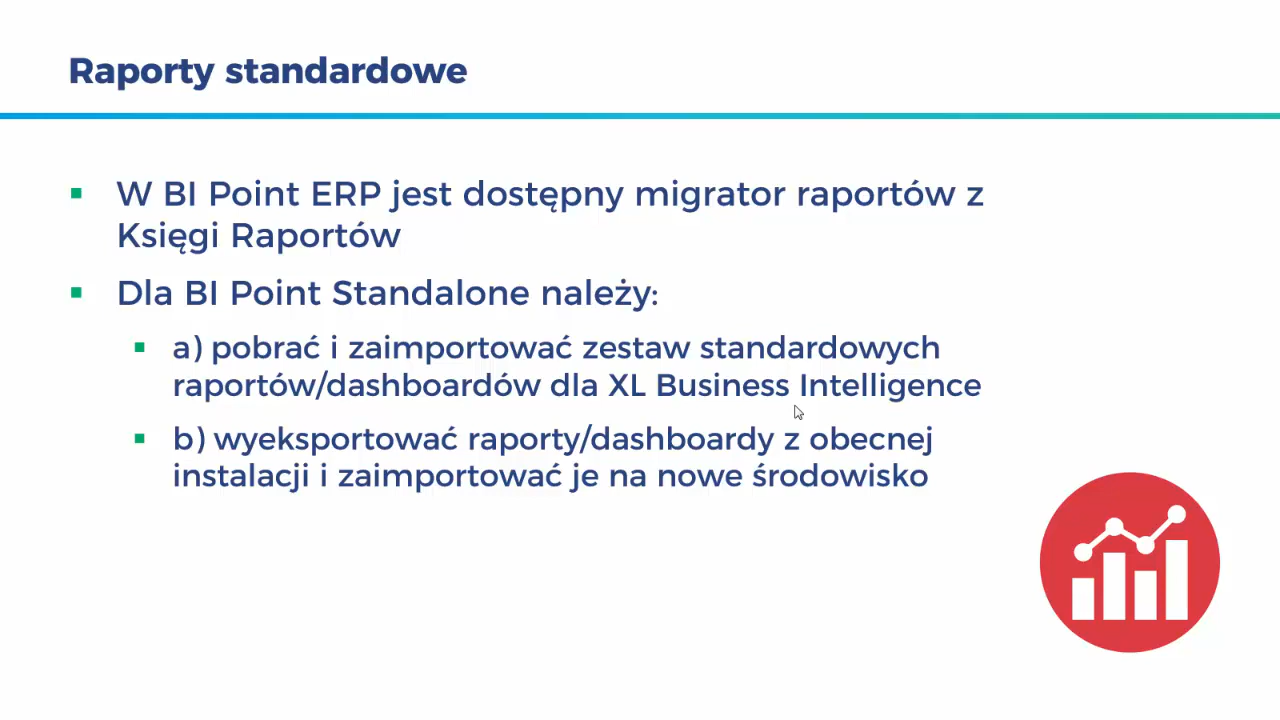 Raporty standardowe
W BI Point ERP jest dostępny migrator raportów z
Księgi Raportów
Dla BI Point Standalone należy:
a) pobrać i zaimportować zestaw standardowych
raportów/dashboardów dla XL Business Intelligence
b) wyeksportować raporty/dashboardy z obecnej
instalacji i zaimportować je na nowe środowisko